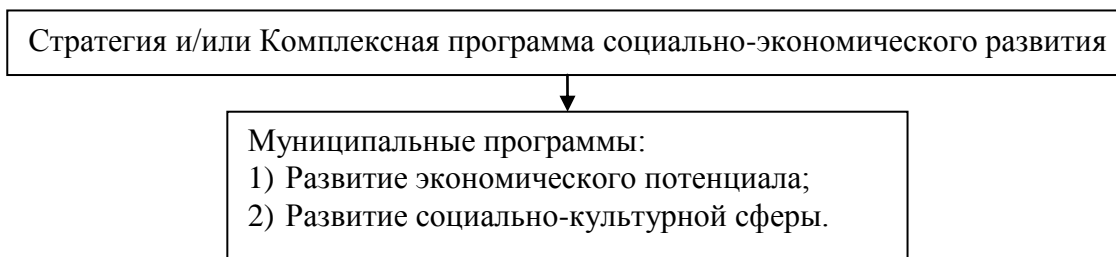 Стратегия и/или Комплексная программа социально-экономического развития
Муниципальные программы:
1) Развитие экономического потенциала;
2) Развитие социально-культурной сферы.